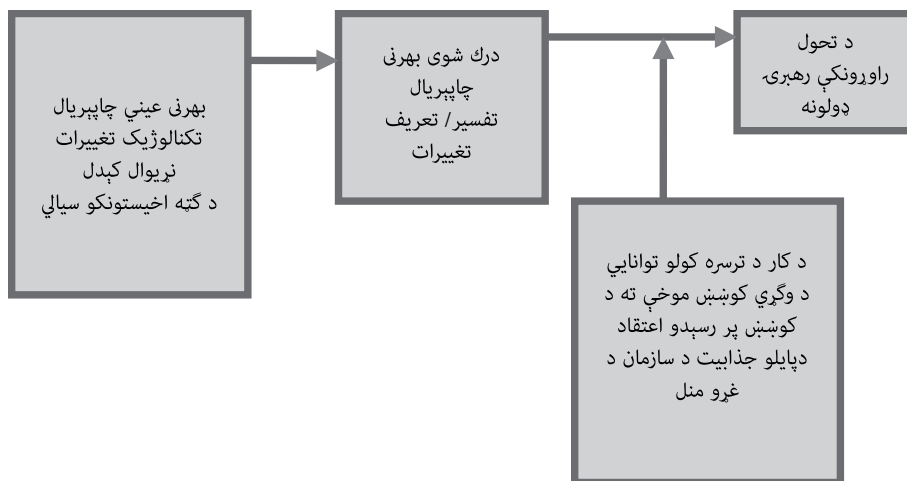 بهرنی عیني چاپېریال
تکنالوژیک تغییرات
نړیوال کېدل
د ګټه اخیستونکو سیالي
درك شوی بهرنی
چاپېریال
تفسیر/ تعریف
تغییرات
د تحول
راوړونکې رهبرۍ
ډولونه
د کار د ترسره کولو توانایي
د وګړي کوښښ موخې ته د
کوښښ پر رسېدو اعتقاد
دپایلو جذابیت د سازمان د
غړو منل